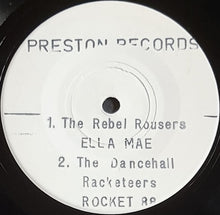 PRESTON RECORDS
1. The Rebel Rousers
ELLA MAE
2. The Dancehall
Racketeers
ROCKET 88